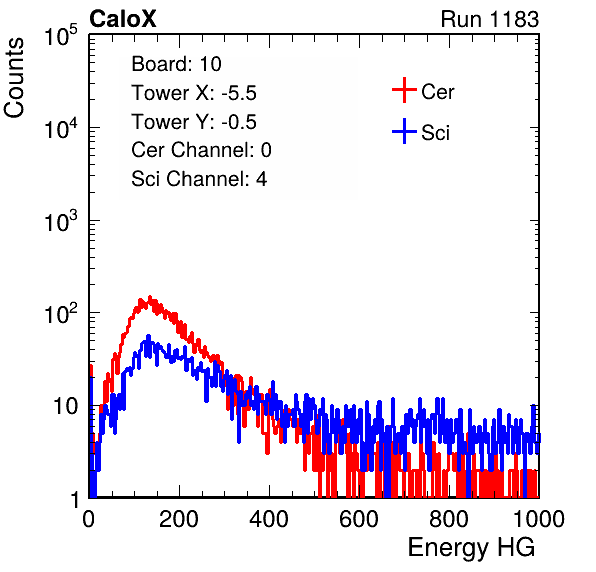 CaloX Run 1183
Counts
Board: 10
Tower X: -5.5
Tower Y: -0.5
Cer Channel: 0
Sci Channel: 4
Cer
Sci
10^5
10^4
10^3
10^2
10
1
0 200 400 600 800 1000
Energy HG